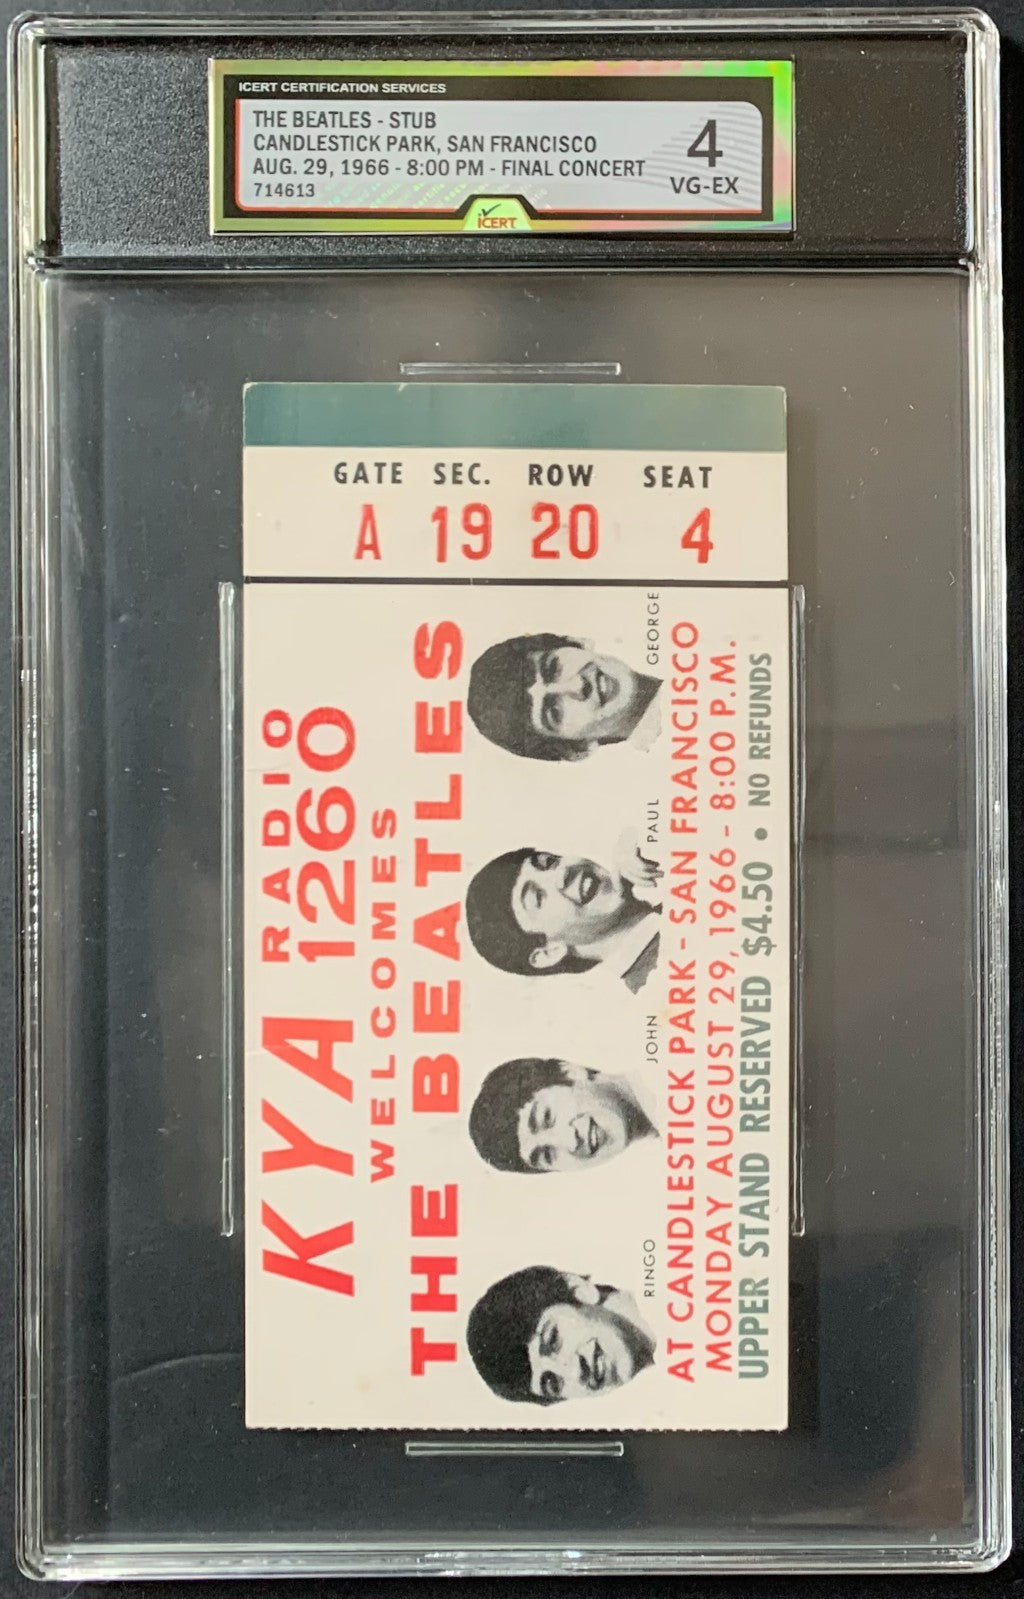 ICERT CERTIFICATION SERVICES
THE BEATLES - STUB
CANDLESTICK PARK, SAN FRANCISCO
AUG. 29, 1966 - 8:00 PM - FINAL CONCERT
714613
4
VG-EX
iCERT
GATE SEC. ROW SEAT
A 19 20 4
KYA RADIO 1260
WELCOMES
THE BEATLES
RINGO JOHN PAUL GEORGE
AT CANDLESTICK PARK - SAN FRANCISCO
MONDAY AUGUST 29, 1966 - 8:00 P.M.
UPPER STAND RESERVED $4.50 • NO REFUNDS